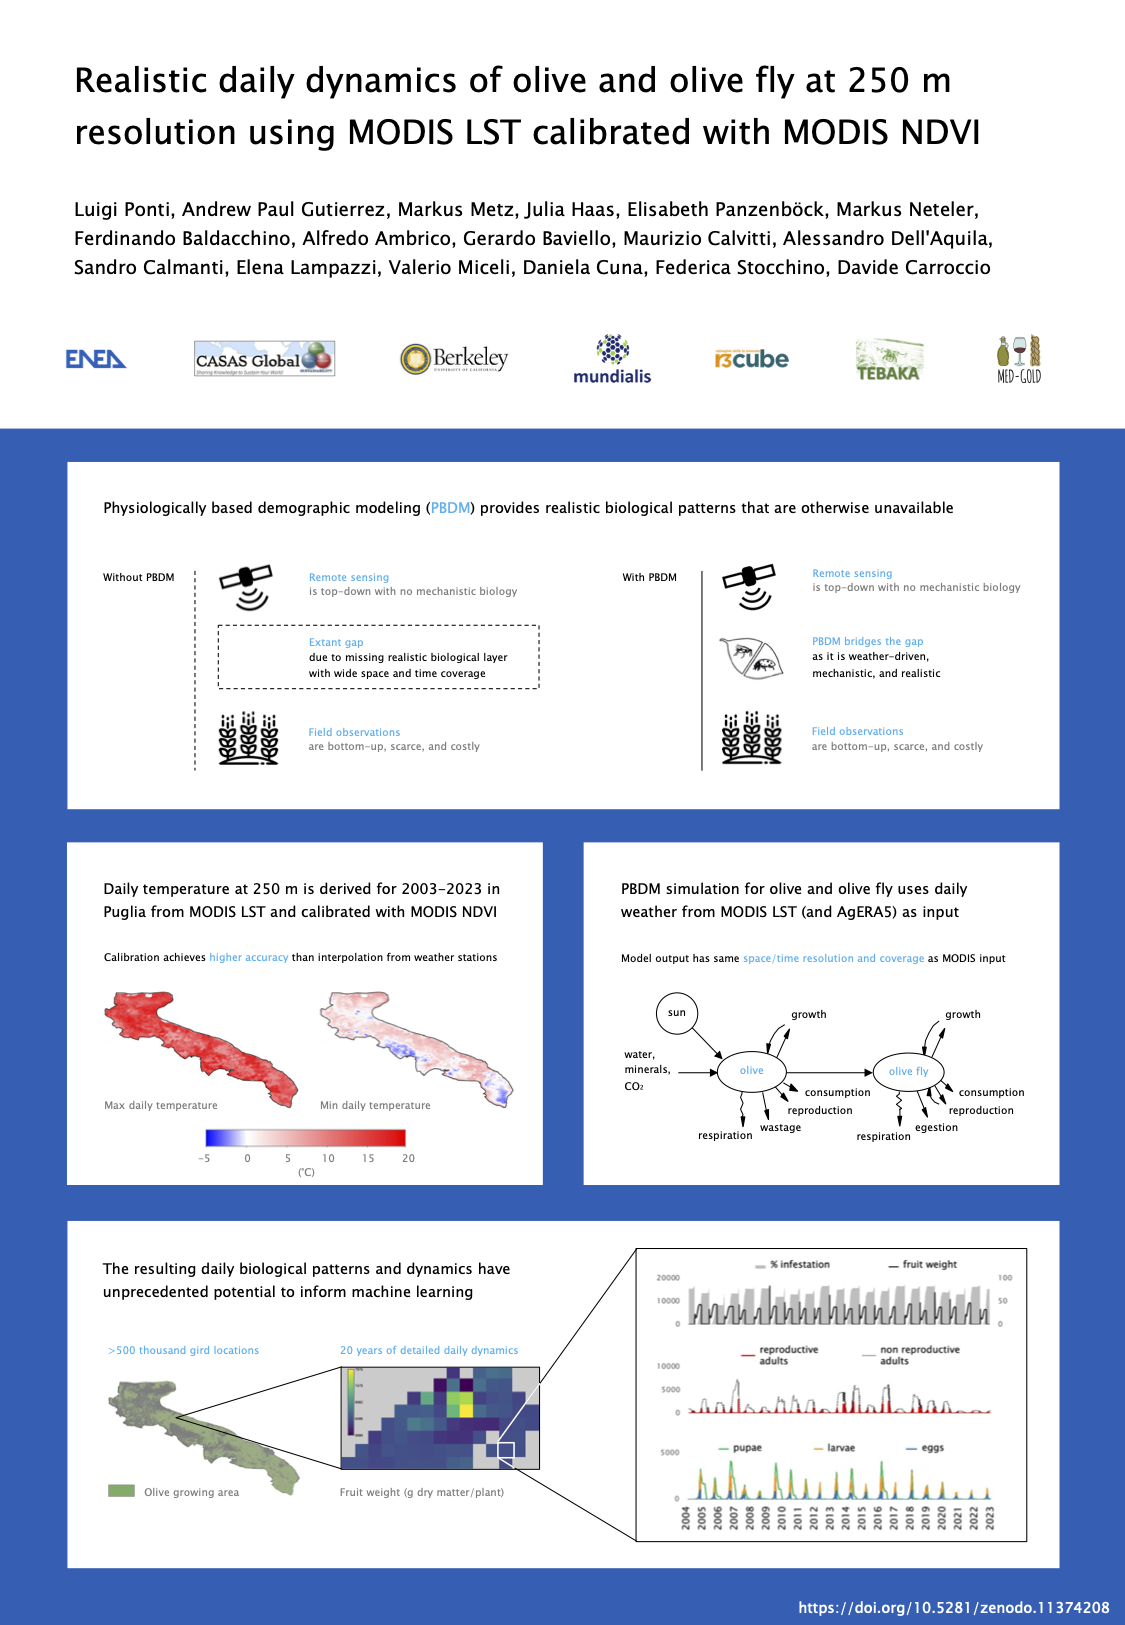 Realistic daily dynamics of olive and olive fly at 250 m
resolution using MODIS LST calibrated with MODIS NDVI
Luigi Ponti, Andrew Paul Gutierrez, Markus Metz, Julia Haas, Elisabeth Panzenböck, Markus Neteler,
Ferdinando Baldacchino, Alfredo Ambrico, Gerardo Baviello, Maurizio Calvitti, Alessandro Dell'Aquila,
Sandro Calmanti, Elena Lampazzi, Valerio Miceli, Daniela Cuna, Federica Stocchino, Davide Carroccio
ENEA
CASAS Global
Sharing Knowledge to Sustain Your World
Berkeley
UNIVERSITY OF CALIFORNIA
mundialis
r3cube
TEBAKA
MED-GOLD
Physiologically based demographic modeling (PBDM) provides realistic biological patterns that are otherwise unavailable
Without PBDM
Remote sensing
is top-down with no mechanistic biology
Extant gap
due to missing realistic biological layer
with wide space and time coverage
Field observations
are bottom-up, scarce, and costly
With PBDM
Remote sensing
is top-down with no mechanistic biology
PBDM bridges the gap
as it is weather-driven,
mechanistic, and realistic
Field observations
are bottom-up, scarce, and costly
Daily temperature at 250 m is derived for 2003-2023 in
Puglia from MODIS LST and calibrated with MODIS NDVI
Calibration achieves higher accuracy than interpolation from weather stations
Max daily temperature
Min daily temperature
-5 0 5 10 15 20
(°C)
PBDM simulation for olive and olive fly uses daily
weather from MODIS LST (and AgERA5) as input
Model output has same space/time resolution and coverage as MODIS input
sun
water,
minerals,
CO₂
olive
growth
consumption
reproduction
wastage
respiration
olive fly
growth
consumption
reproduction
egestion
respiration
The resulting daily biological patterns and dynamics have
unprecedented potential to inform machine learning
>500 thousand gird locations
Olive growing area
20 years of detailed daily dynamics
Fruit weight (g dry matter/plant)
% infestation fruit weight
20000 100
10000 50
0 0
reproductive
adults
non reproductive
adults
10000
5000
0
pupae larvae eggs
5000
0
2004 2005 2006 2007 2008 2009 2010 2011 2012 2013 2014 2015 2016 2017 2018 2019 2020 2021 2022 2023
https://doi.org/10.5281/zenodo.11374208